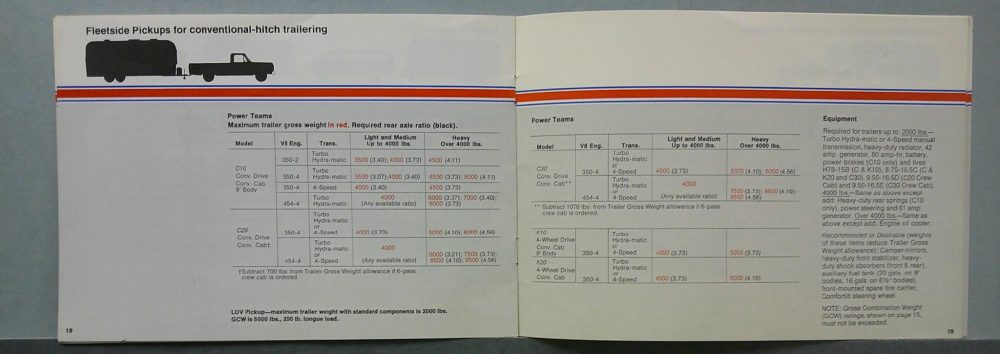 Fleetside Pickups for conventional-hitch trailering
Power Teams
Maximum trailer gross weight in red. Required rear axle ratio (black).
Model V8 Eng. Trans. Light and Medium Up to 4000 lbs. Heavy Over 4000 lbs.
C10
Conv. Drive
Conv. Cab
8' Body
350-2 Turbo Hydra-matic 3500 (3.40); 4000 (3.73) 4500 (4.11)
350-4 Turbo Hydra-matic 3500 (3.07); 4000 (3.40) 4500 (3.73); 5000 (4.11)
350-4 4-Speed 4000 (3.40) 4500 (3.73)
454-4 Turbo Hydra-matic 4000 (Any available ratio) 6000 (3.07); 7000 (3.40); 8000 (3.73)
C20
Conv. Drive
Conv. Cab†
350-4 Turbo Hydra-matic or 4-Speed 4000 (3.73) 5000 (4.10); 6000 (4.56)
454-4 Turbo Hydra-matic or 4-Speed 4000 (Any available ratio) 6000 (3.21); 7500 (3.73); 8500 (4.10); 9500 (4.56)
†Subtract 700 lbs. from Trailer Gross Weight allowance if 6-pass.
crew cab is ordered.
LUV Pickup—maximum trailer weight with standard components is 2000 lbs.
GCW is 5000 lbs., 200 lb. tongue load.
18
Power Teams
Model V8 Eng. Trans. Light and Medium Up to 4000 lbs. Heavy Over 4000 lbs.
C30
Conv. Drive
Conv. Cab**
350-4 Turbo Hydra-matic or 4-Speed 4000 (3.73) 5000 (4.10); 6000 (4.56)
454-4 Turbo Hydra-matic or 4-Speed 4000 (Any available ratio) 7500 (3.73); 8500 (4.10); 9500 (4.56)
** Subtract 1070 lbs. from Trailer Gross Weight allowance if 6-pass.
crew cab is ordered.
K10
4-Wheel Drive
Conv. Cab
8' Body
350-4 Turbo Hydra-matic or 4-Speed 4000 (3.73) 5000 (3.73)
K20
4-Wheel Drive
Conv. Cab
350-4 Turbo Hydra-matic or 4-Speed 4000 (3.73) 5000 (4.10)
Equipment
Required for trailers up to: 2000 lbs.—
Turbo Hydra-matic or 4-Speed manual
transmission, heavy-duty radiator, 42
amp. generator, 80 amp-hr. battery,
power brakes (C10 only) and tires
H78-15B (C & K10), 8.75-16.5C (C &
K20 and C30), 9.50-16.5D (C20 Crew
Cab) and 9.50-16.5E (C30 Crew Cab).
4000 lbs.—Same as above except
add: Heavy-duty rear springs (C10
only), power steering and 61 amp.
generator. Over 4000 lbs.—Same as
above except add: Engine oil cooler.
Recommended or Desirable (weights
of these items reduce Trailer Gross
Weight allowance): Camper mirrors,
heavy-duty front stabilizer, heavy-
duty shock absorbers (front & rear),
auxiliary fuel tank (20 gals. on 8'
bodies, 16 gals. on 6½' bodies),
front-mounted spare tire carrier,
Comfortilt steering wheel.
NOTE: Gross Combination Weight
(GCW) ratings, shown on page 15,
must not be exceeded.
19